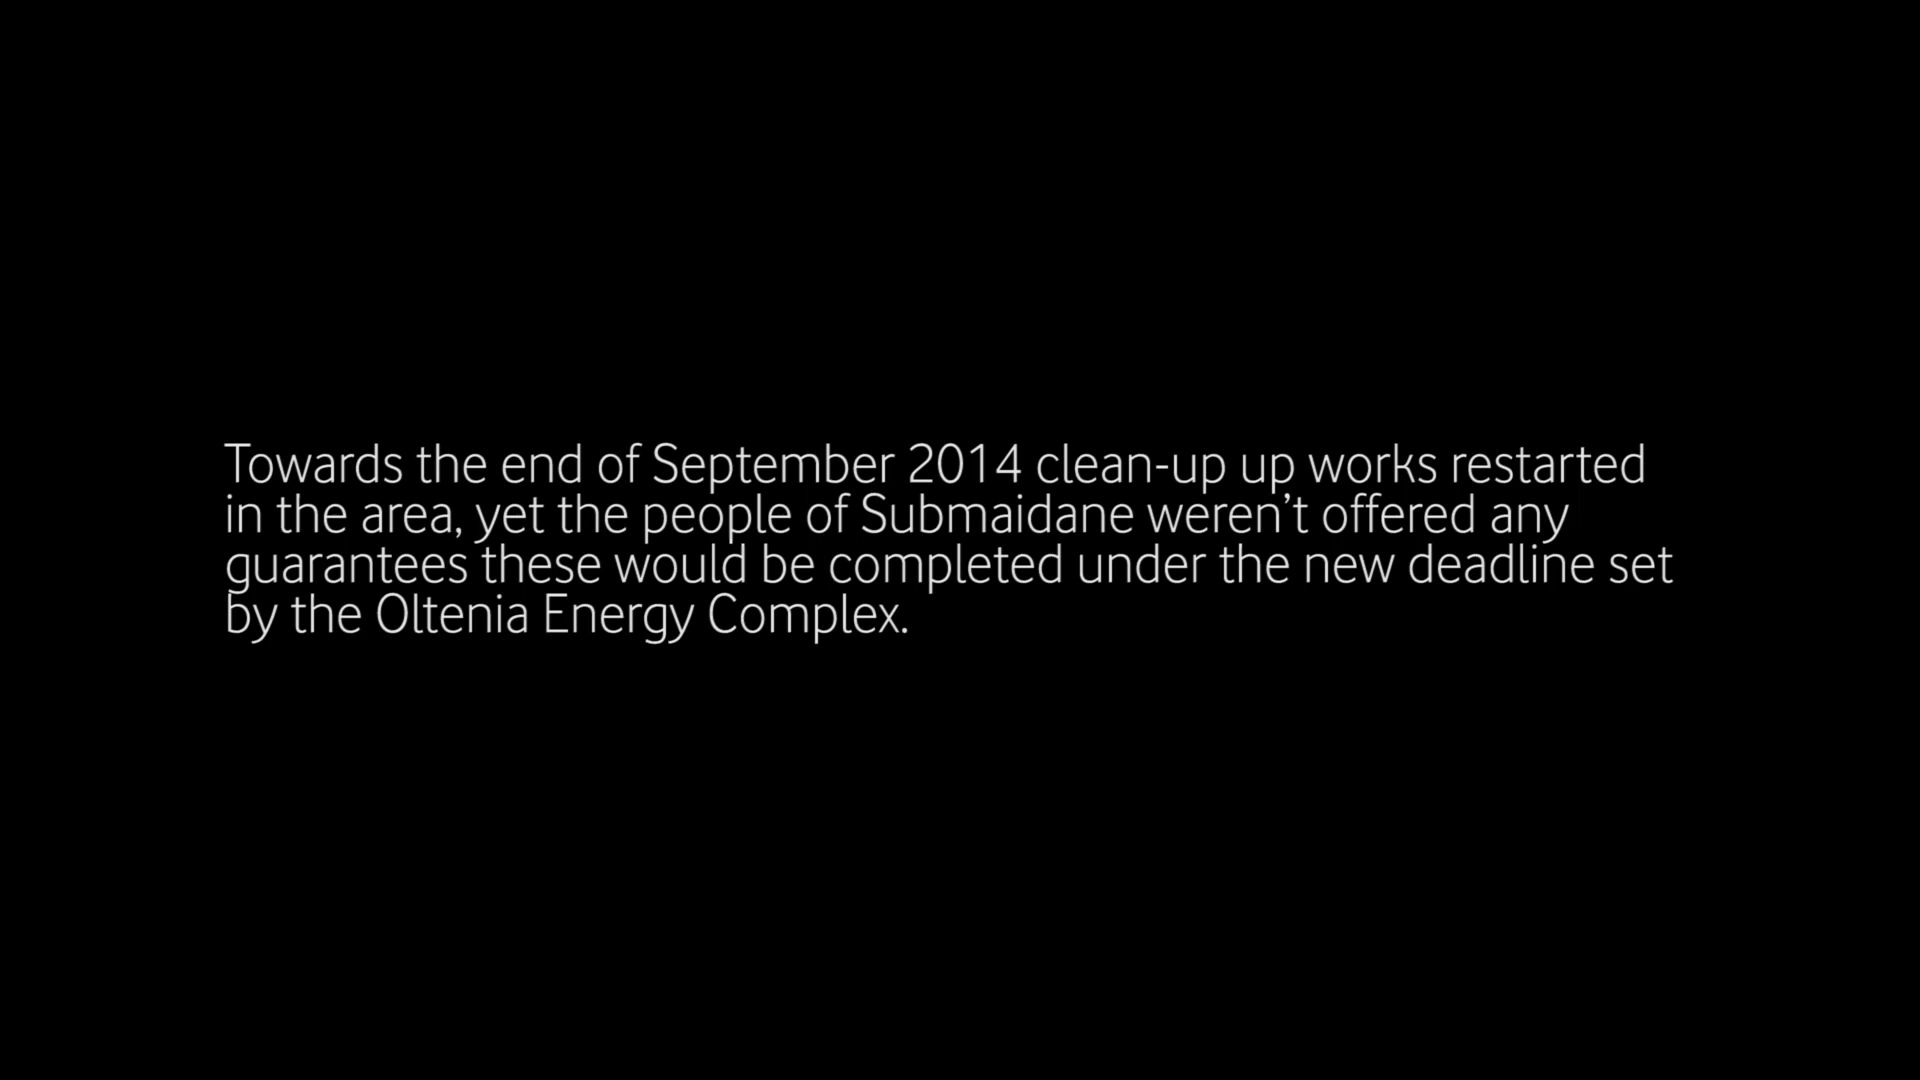 Towards the end of September 2014 clean-up up works restarted
in the area, yet the people of Submaidane weren’t offered any
guarantees these would be completed under the new deadline set
by the Oltenia Energy Complex.